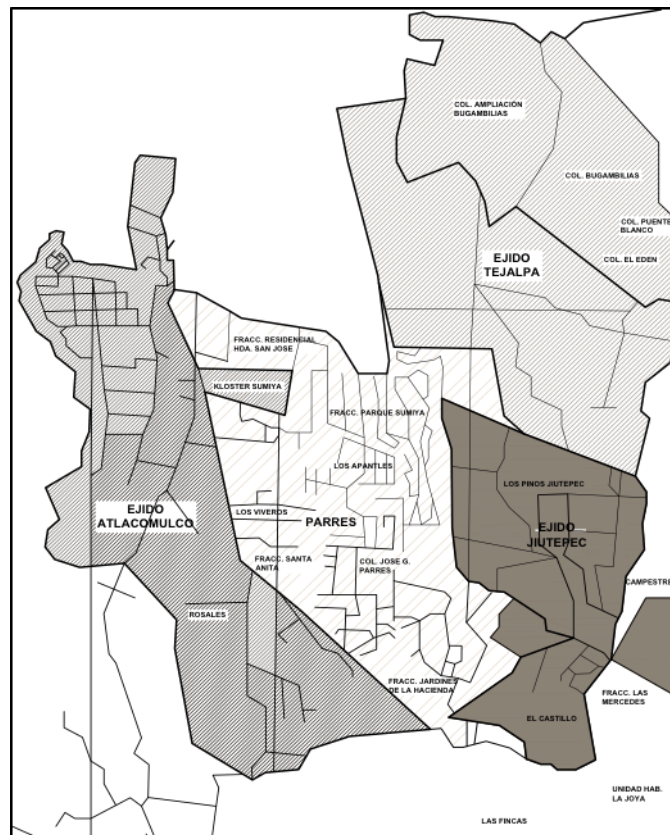 COL. AMPLIACIÓN
BUGAMBILIAS
COL. BUGAMBILIAS
COL. PUENTE
BLANCO
EJIDO
TEJALPA
COL. EL EDEN
FRACC. RESIDENCIAL
HDA. SAN JOSE
KLOSTER SUMIYA
FRACC. PARQUE SUMIYA
LOS APANTLES
LOS PINOS JIUTEPEC
EJIDO
ATLACOMULCO
LOS VIVEROS
PARRES
EJIDO
JIUTEPEC
FRACC. SANTA
ANITA
COL. JOSE G.
PARRES
CAMPESTRE
ROSALES
FRACC. JARDINES
DE LA HACIENDA
FRACC. LAS
MERCEDES
EL CASTILLO
UNIDAD HAB.
LA JOYA
LAS FINCAS